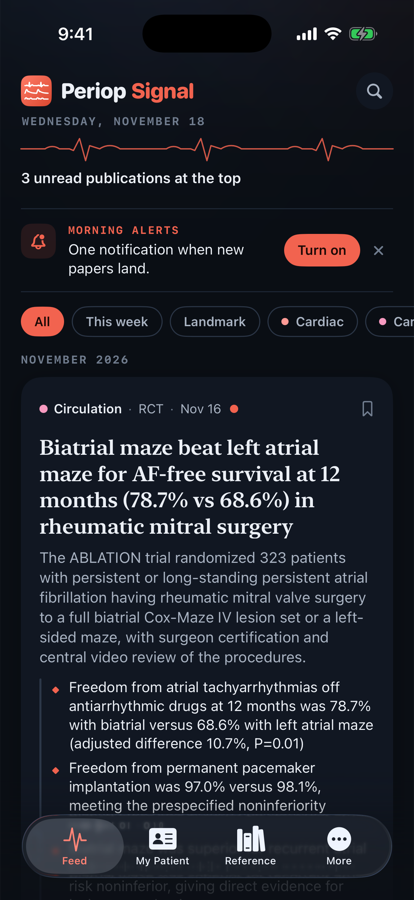 9:41
Periop Signal
WEDNESDAY, NOVEMBER 18
3 unread publications at the top
MORNING ALERTS
One notification when new
papers land.
Turn on
All
This week
Landmark
Cardiac
Car
NOVEMBER 2026
Circulation · RCT · Nov 16
Biatrial maze beat left atrial
maze for AF-free survival at 12
months (78.7% vs 68.6%) in
rheumatic mitral surgery
The ABLATION trial randomized 323 patients
with persistent or long-standing persistent atrial
fibrillation having rheumatic mitral valve surgery
to a full biatrial Cox-Maze IV lesion set or a left-
sided maze, with surgeon certification and
central video review of the procedures.
Freedom from atrial tachyarrhythmias off
antiarrhythmic drugs at 12 months was 78.7%
with biatrial versus 68.6% with left atrial maze
(adjusted difference 10.7%, P=0.01)
Freedom from permanent pacemaker
implantation was 97.0% versus 98.1%,
meeting the prespecified noninferiority
Feed
My Patient
Reference
More
risk noninferior, giving direct evidence for